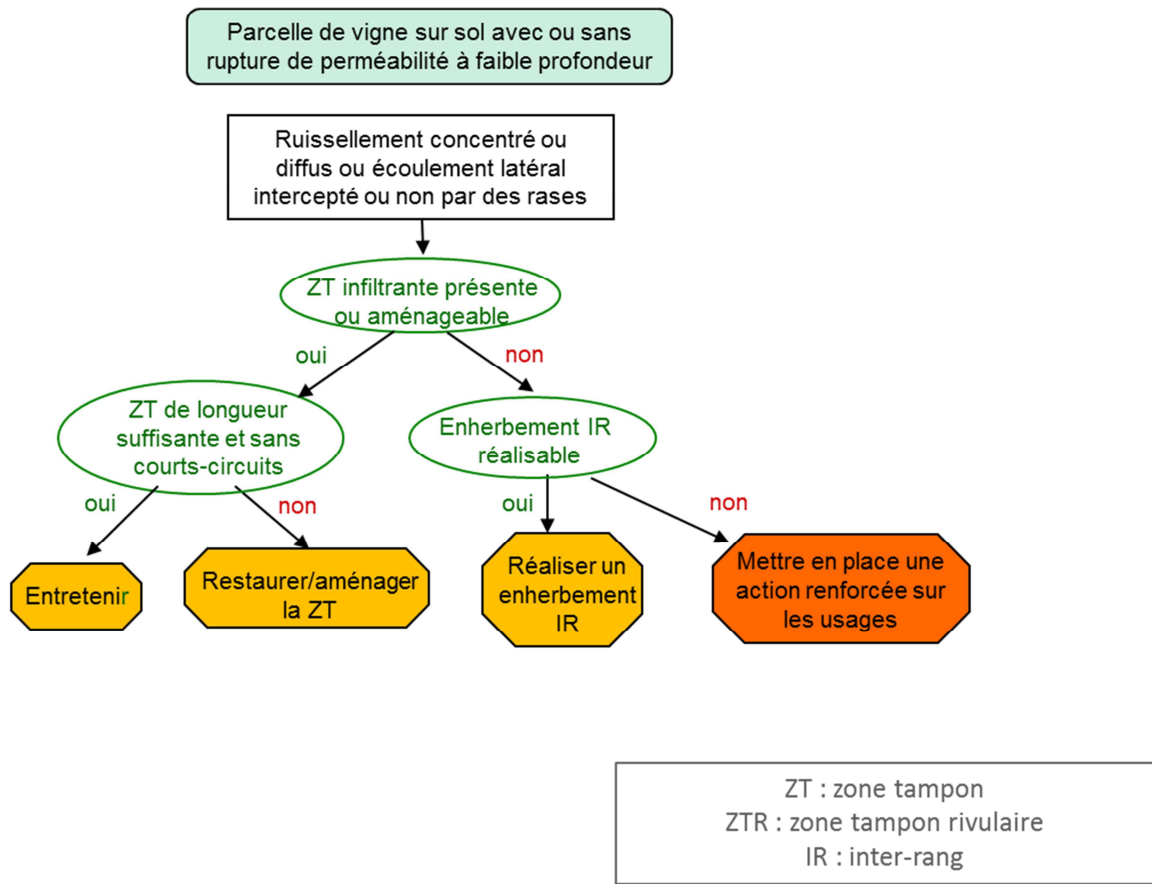 Parcelle de vigne sur sol avec ou sans
rupture de perméabilité à faible profondeur
Ruissellement concentré ou
diffus ou écoulement latéral
intercepté ou non par des rases
ZT infiltrante présente
ou aménageable
oui
non
ZT de longueur
suffisante et sans
courts-circuits
Enherbement IR
réalisable
oui
non
oui
non
Entretenir
Restaurer/aménager
la ZT
Réaliser un
enherbement
IR
Mettre en place une
action renforcée sur
les usages
ZT : zone tampon
ZTR : zone tampon rivulaire
IR : inter-rang